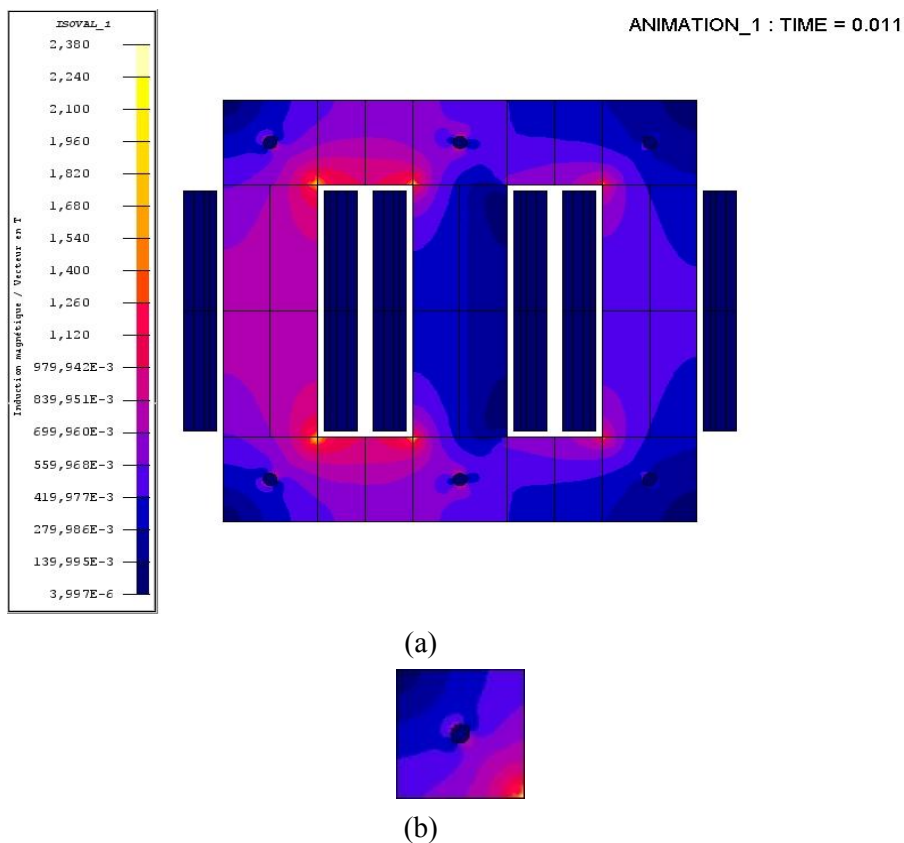 ISOVAL_1
ANIMATION_1 : TIME = 0.011
2,380
2,240
2,100
1,960
1,820
1,680
1,540
1,400
1,260
1,120
979,942E-3
839,951E-3
699,960E-3
559,968E-3
419,977E-3
279,986E-3
139,995E-3
3,997E-6
Induction magnétique / Vecteur en T
(a)
(b)